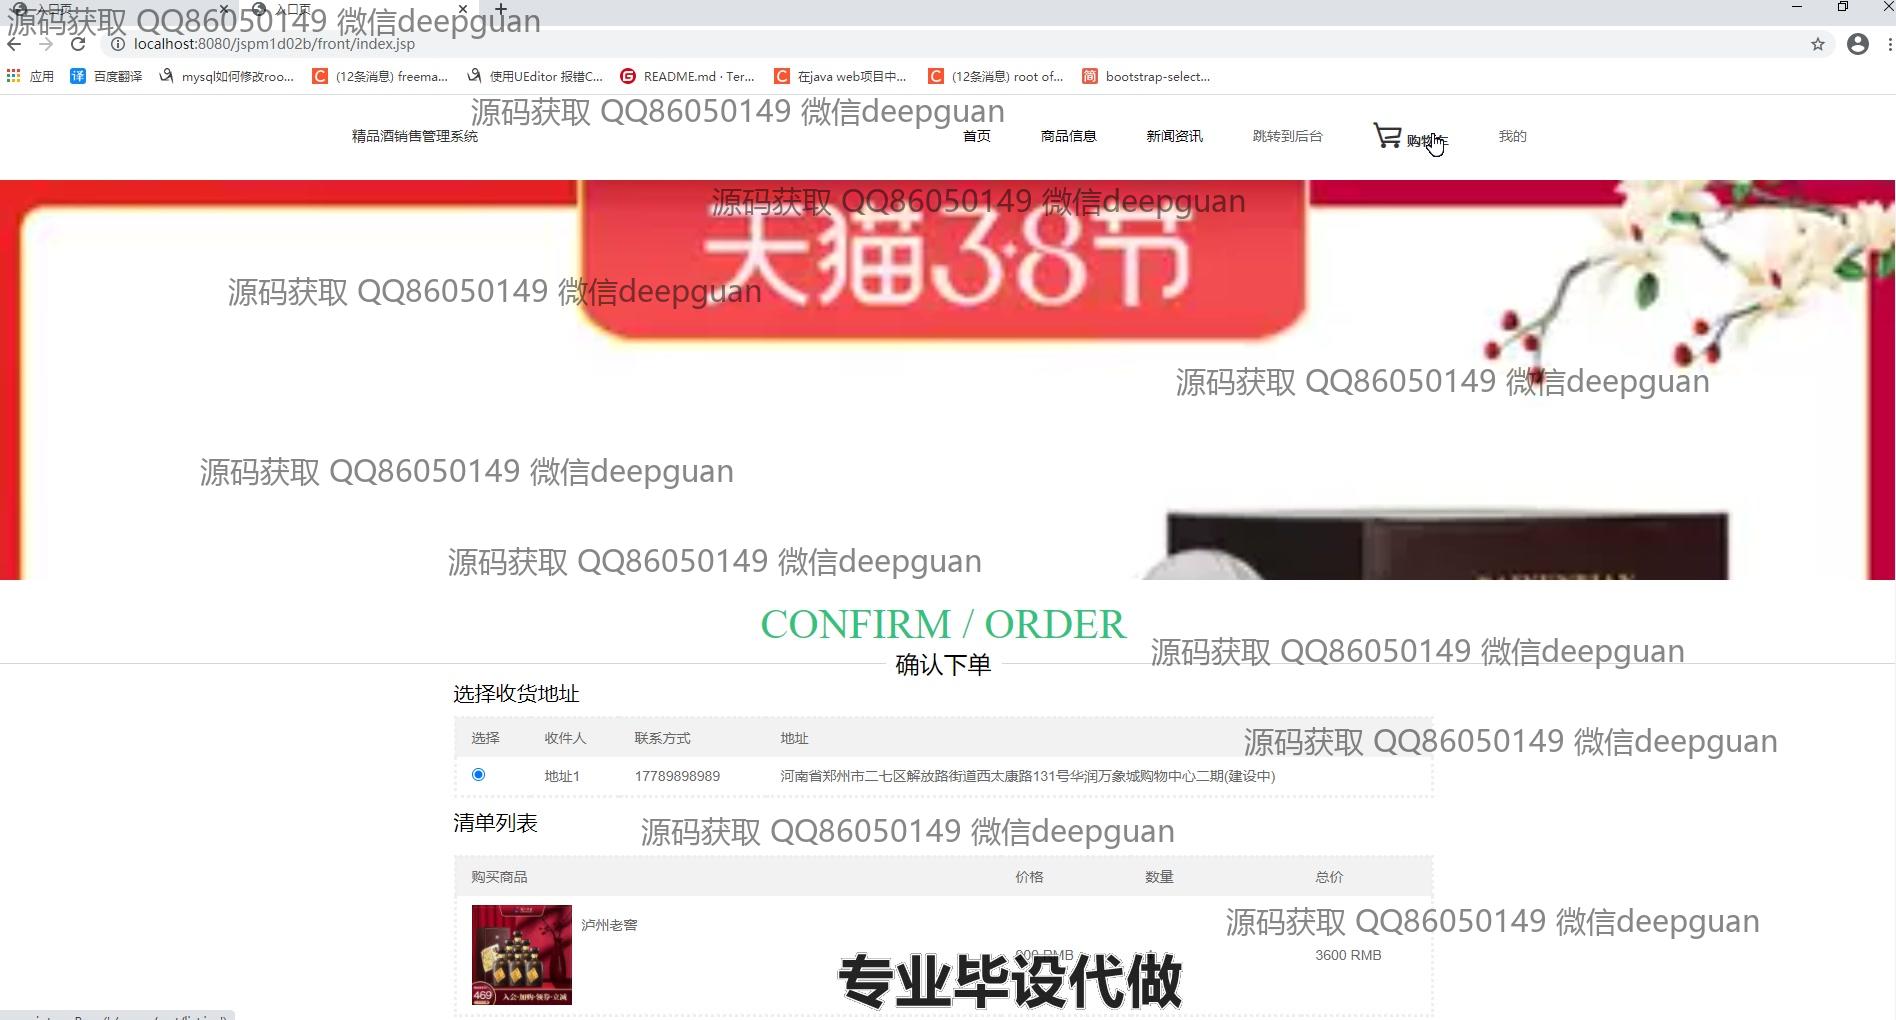 入口页
入口页
源码获取 QQ86050149 微信deepguan
localhost:8080/jspm1d02b/front/index.jsp
应用
译 百度翻译
mysql如何修改roo...
C (12条消息) freema...
使用UEditor 报错C...
G README.md · Ter...
C 在java web项目中...
C (12条消息) root of...
简 bootstrap-select...
源码获取 QQ86050149 微信deepguan
精品酒销售管理系统
首页
商品信息
新闻资讯
跳转到后台
购物车
我的
源码获取 QQ86050149 微信deepguan
天猫3·8节
源码获取 QQ86050149 微信deepguan
源码获取 QQ86050149 微信deepguan
源码获取 QQ86050149 微信deepguan
源码获取 QQ86050149 微信deepguan
CONFIRM / ORDER
确认下单
源码获取 QQ86050149 微信deepguan
选择收货地址
选择 收件人 联系方式 地址
源码获取 QQ86050149 微信deepguan
地址1 17789898989 河南省郑州市二七区解放路街道西太康路131号华润万象城购物中心二期(建设中)
清单列表
源码获取 QQ86050149 微信deepguan
购买商品 价格 数量 总价
泸州老窖
源码获取 QQ86050149 微信deepguan
RMB
3600 RMB
469
入会·加购·领券·立减
专业毕设代做